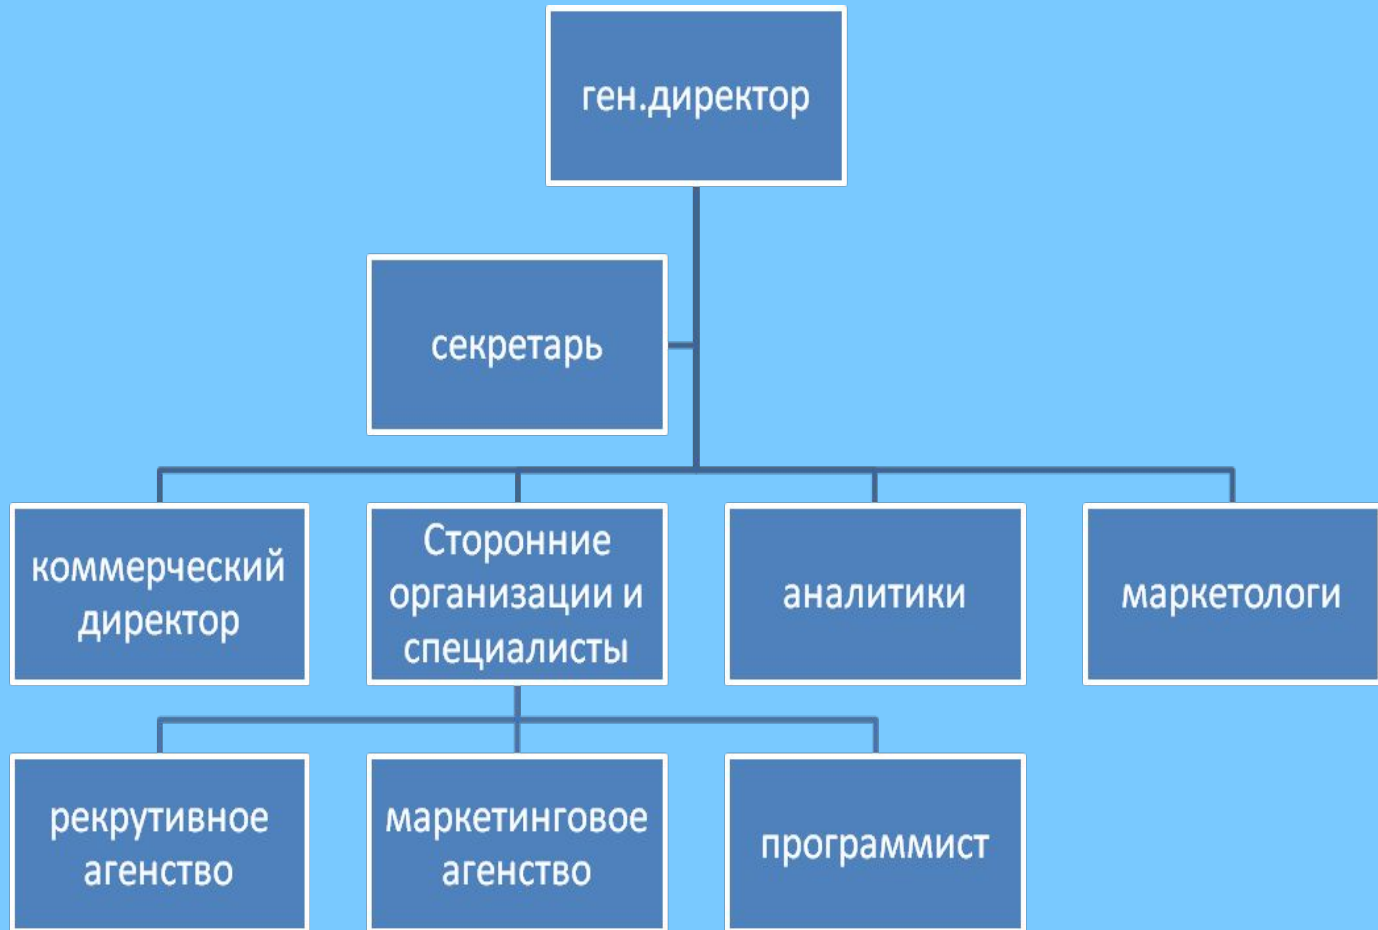 ген.директор
секретарь
коммерческий
директор
Сторонние
организации и
специалисты
аналитики
маркетологи
рекрутивное
агенство
маркетинговое
агенство
программист